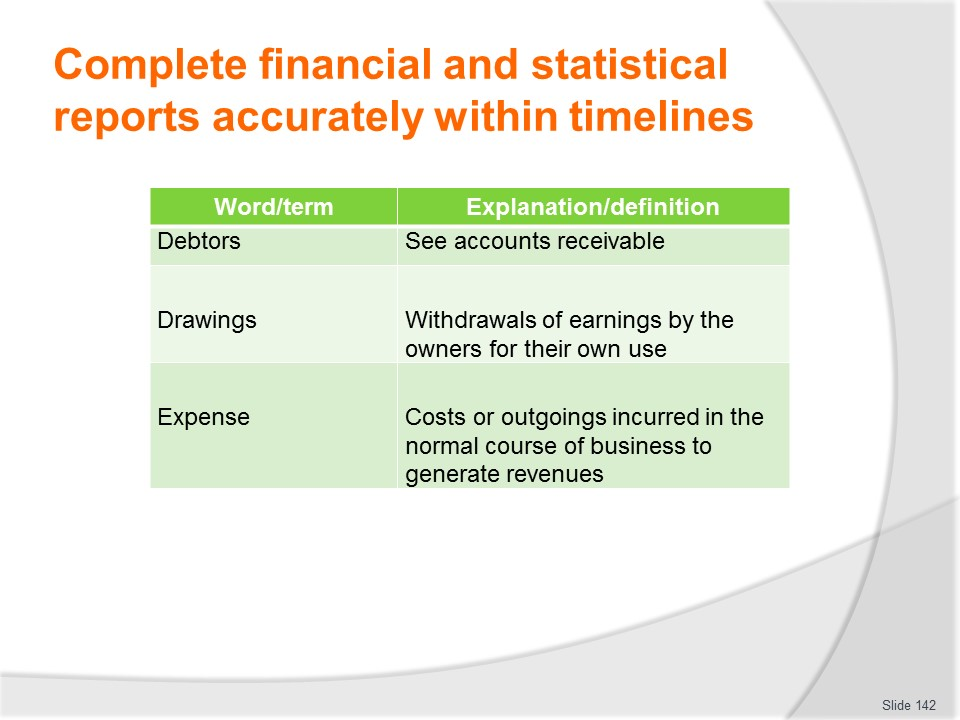 Complete financial and statistical
reports accurately within timelines
Word/term Explanation/definition
Debtors See accounts receivable
Drawings Withdrawals of earnings by the
owners for their own use
Expense Costs or outgoings incurred in the
normal course of business to
generate revenues
Slide 142